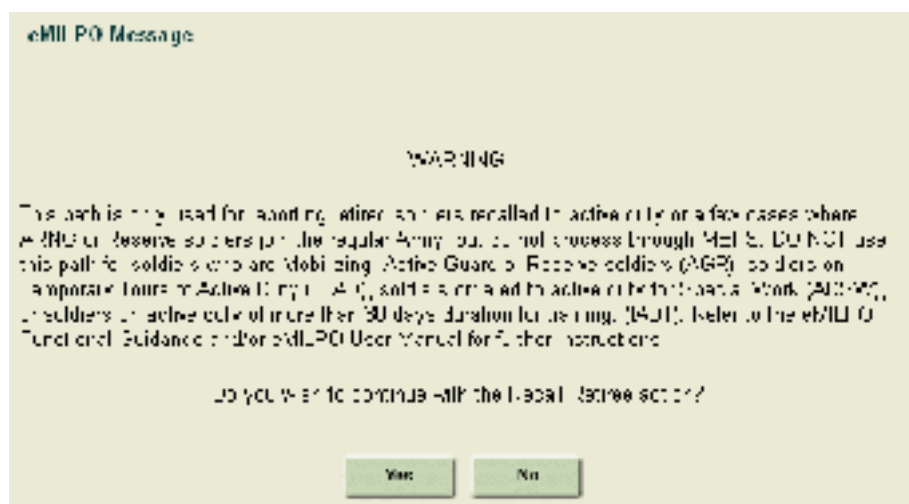 eMILPO Message
WARNING
This path is only used for reporting retired soldiers recalled to active duty or a few cases where
ARNG or Reserve soldiers join the regular Army, but do not process through MEPS. DO NOT use
this path for soldiers who are Mobilizing, Active Guard or Reserve soldiers (AGR), soldiers on
Temporary Tours of Active Duty (TTAD), soldiers ordered to active duty for Special Work (ADSW),
or soldiers on active duty of more than 30 days duration for training, (IADT). Refer to the eMILPO
Functional Guidance and/or eMILPO User Manual for further instructions
Do you wish to continue with the Recall Retiree action?
Yes
No